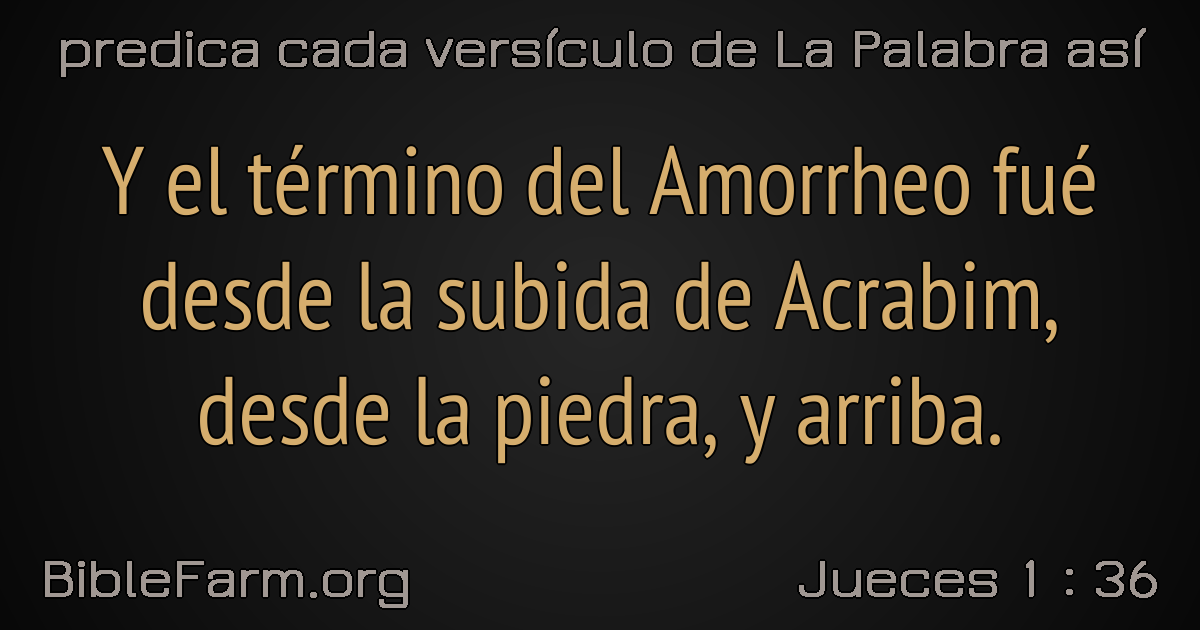 predica cada versículo de La Palabra así
Y el término del Amorrheo fué
desde la subida de Acrabim,
desde la piedra, y arriba.
BibleFarm.org
Jueces 1 : 36